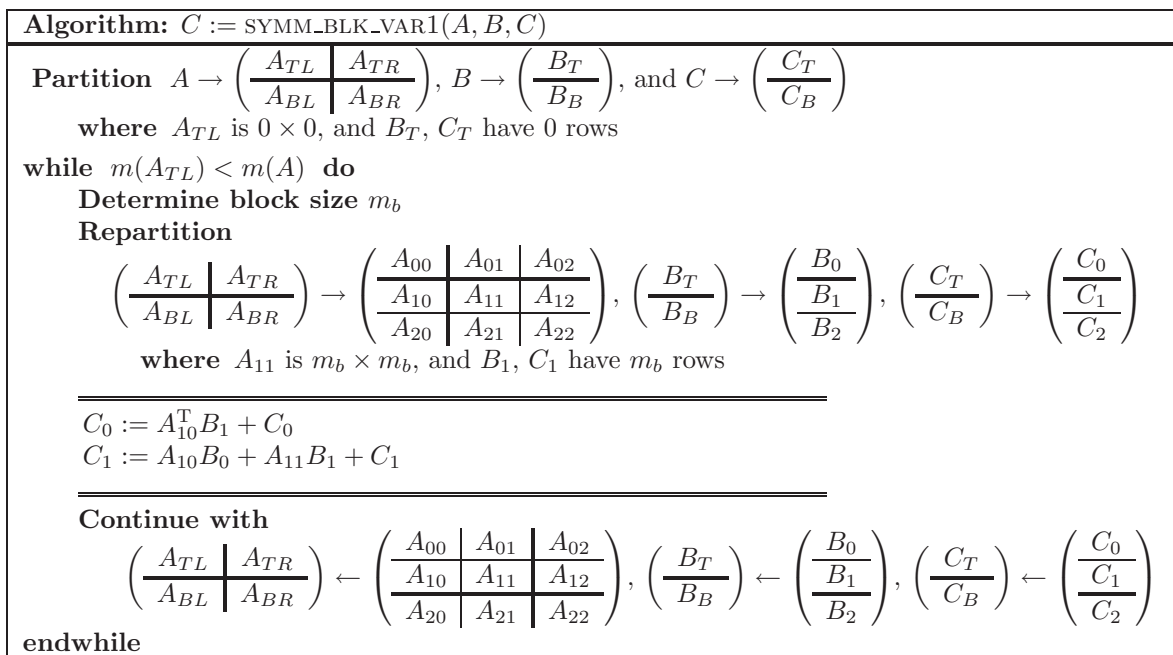 Algorithm: C := SYMM_BLK_VAR1(A, B, C)
Partition A → ( A_TL | A_TR ; A_BL | A_BR ), B → ( B_T ; B_B ), and C → ( C_T ; C_B )
where A_TL is 0 × 0, and B_T, C_T have 0 rows
while m(A_TL) < m(A) do
Determine block size m_b
Repartition
( A_TL | A_TR ; A_BL | A_BR ) → ( A_00 | A_01 | A_02 ; A_10 | A_11 | A_12 ; A_20 | A_21 | A_22 ), ( B_T ; B_B ) → ( B_0 ; B_1 ; B_2 ), ( C_T ; C_B ) → ( C_0 ; C_1 ; C_2 )
where A_11 is m_b × m_b, and B_1, C_1 have m_b rows
C_0 := A_10^T B_1 + C_0
C_1 := A_10 B_0 + A_11 B_1 + C_1
Continue with
( A_TL | A_TR ; A_BL | A_BR ) ← ( A_00 | A_01 | A_02 ; A_10 | A_11 | A_12 ; A_20 | A_21 | A_22 ), ( B_T ; B_B ) ← ( B_0 ; B_1 ; B_2 ), ( C_T ; C_B ) ← ( C_0 ; C_1 ; C_2 )
endwhile